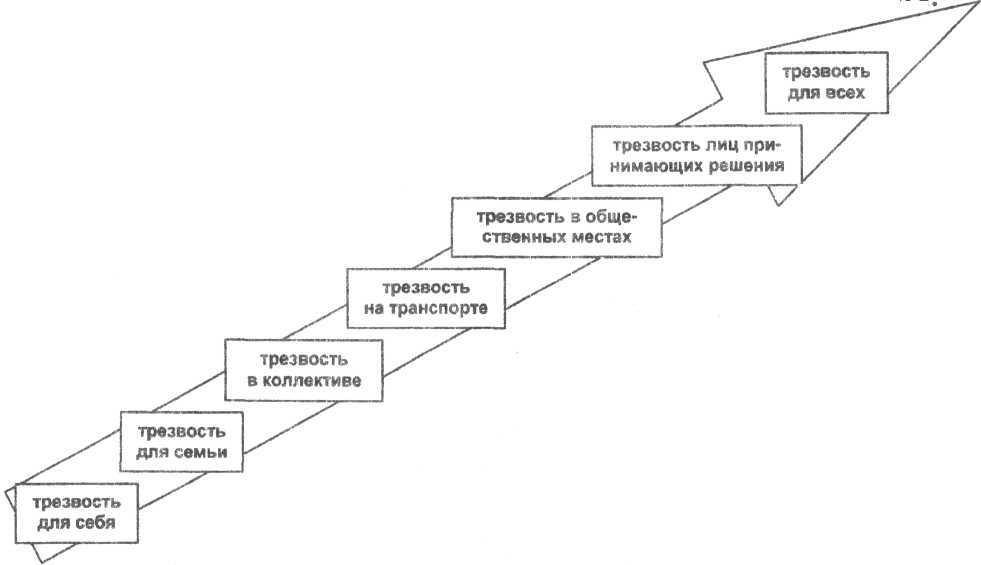 трезвость
для всех
трезвость лиц при-
нимающих решения
трезвость в обще-
ственных местах
трезвость
на транспорте
трезвость
в коллективе
трезвость
для семьи
трезвость
для себя